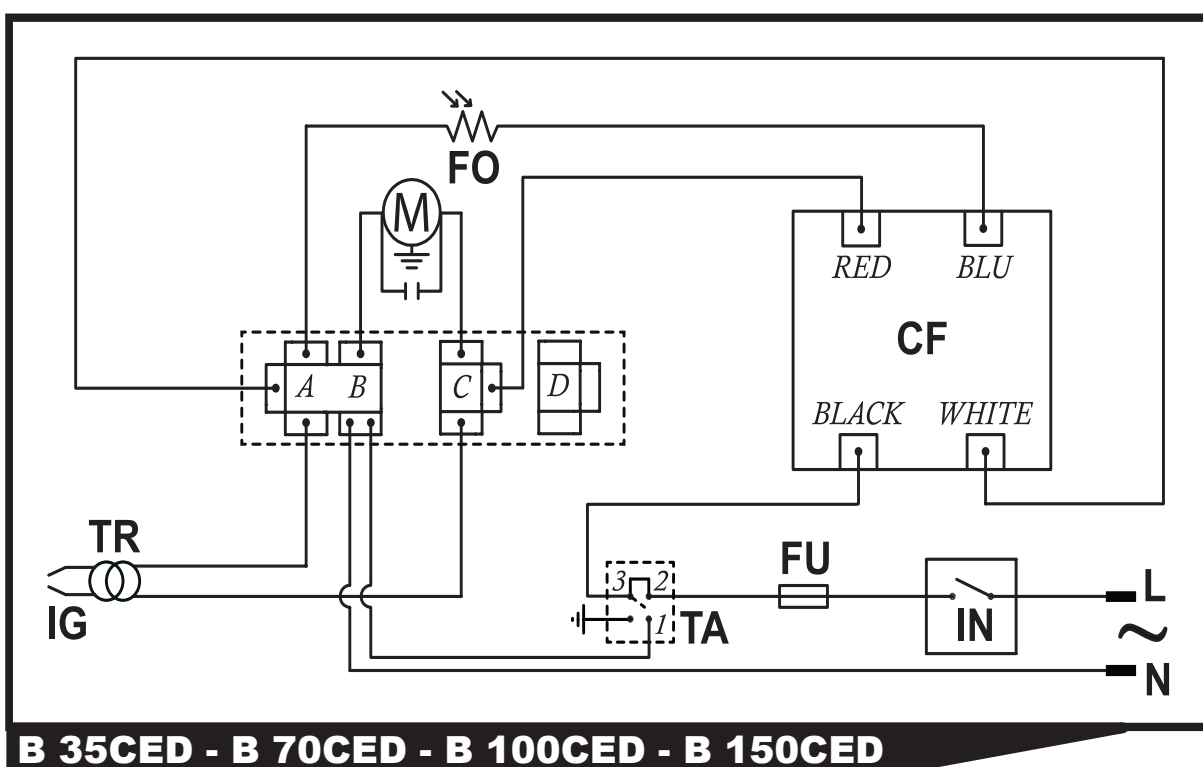 FO
M
RED
BLU
CF
A
B
C
D
BLACK
WHITE
TR
IG
3
2
1
TA
FU
IN
L
~
N
B 35CED - B 70CED - B 100CED - B 150CED